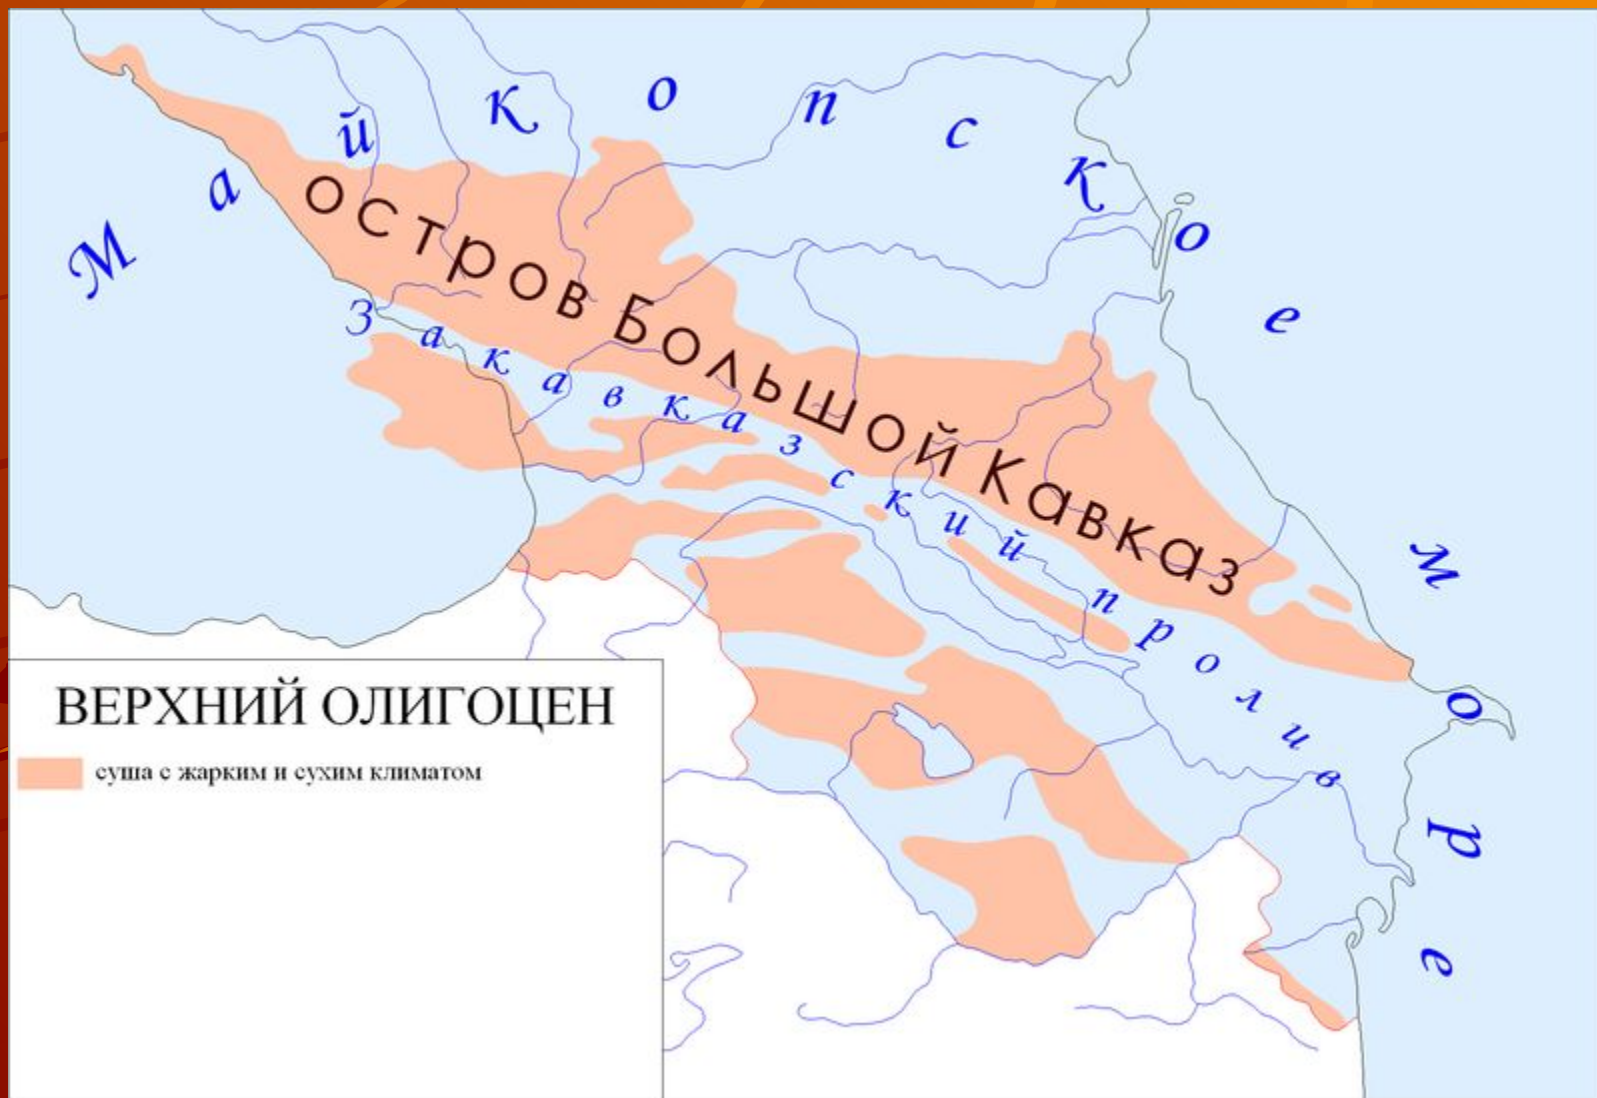 Майкопское море
остров Большой Кавказ
Закавказский пролив
ВЕРХНИЙ ОЛИГОЦЕН
суша с жарким и сухим климатом